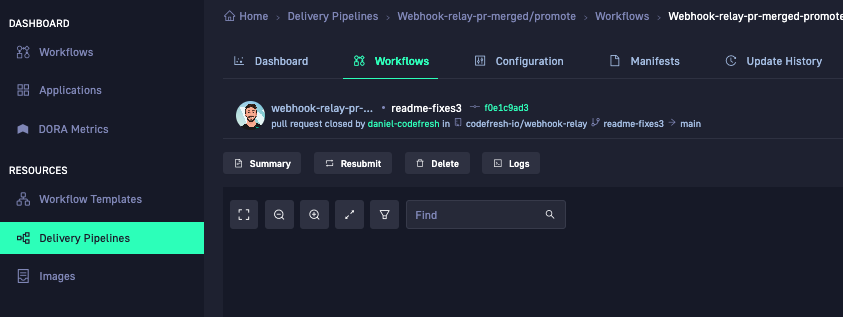 DASHBOARD
Workflows
Applications
DORA Metrics
RESOURCES
Workflow Templates
Delivery Pipelines
Images
Home › Delivery Pipelines › Webhook-relay-pr-merged/promote › Workflows › Webhook-relay-pr-merged-promote
Dashboard Workflows Configuration Manifests Update History
webhook-relay-pr-... • readme-fixes3 f0e1c9ad3
pull request closed by daniel-codefresh in codefresh-io/webhook-relay readme-fixes3 → main
Summary Resubmit Delete Logs
Find